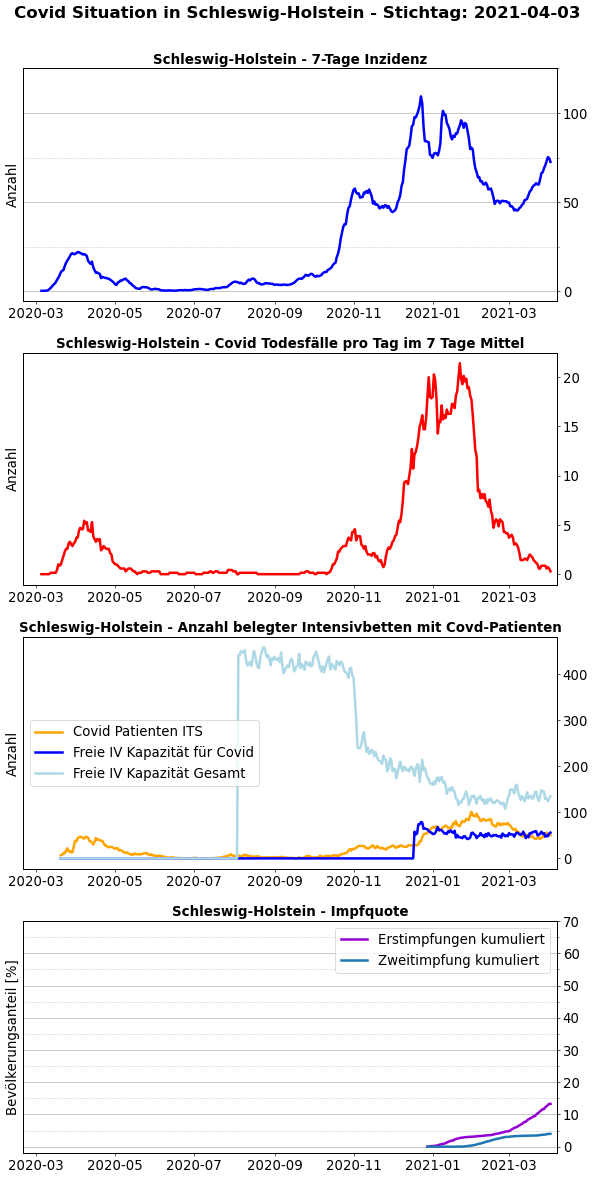 Covid Situation in Schleswig-Holstein - Stichtag: 2021-04-03
Schleswig-Holstein - 7-Tage Inzidenz
Anzahl
100
50
0
2020-03 2020-05 2020-07 2020-09 2020-11 2021-01 2021-03
Schleswig-Holstein - Covid Todesfälle pro Tag im 7 Tage Mittel
Anzahl
20
15
10
5
0
2020-03 2020-05 2020-07 2020-09 2020-11 2021-01 2021-03
Schleswig-Holstein - Anzahl belegter Intensivbetten mit Covd-Patienten
Anzahl
Covid Patienten ITS
Freie IV Kapazität für Covid
Freie IV Kapazität Gesamt
400
300
200
100
0
2020-03 2020-05 2020-07 2020-09 2020-11 2021-01 2021-03
Schleswig-Holstein - Impfquote
Bevölkerungsanteil [%]
Erstimpfungen kumuliert
Zweitimpfung kumuliert
70
60
50
40
30
20
10
0
2020-03 2020-05 2020-07 2020-09 2020-11 2021-01 2021-03